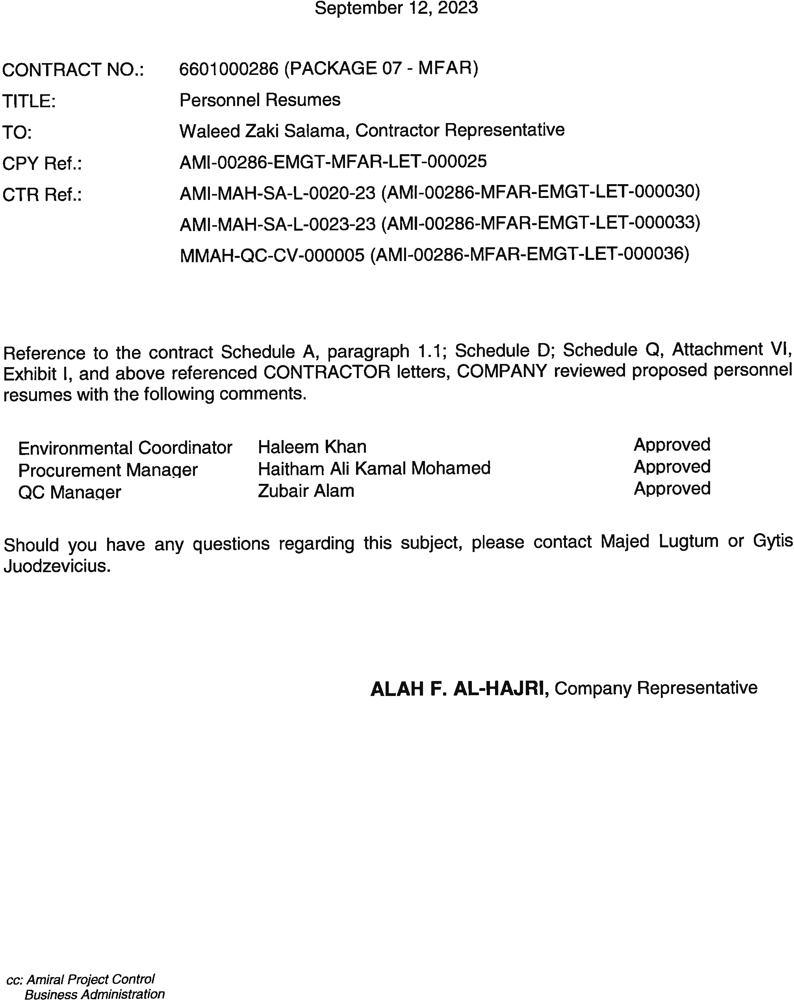 September 12, 2023
CONTRACT NO.: 6601000286 (PACKAGE 07 - MFAR)
TITLE: Personnel Resumes
TO: Waleed Zaki Salama, Contractor Representative
CPY Ref.: AMI-00286-EMGT-MFAR-LET-000025
CTR Ref.: AMI-MAH-SA-L-0020-23 (AMI-00286-MFAR-EMGT-LET-000030)
AMI-MAH-SA-L-0023-23 (AMI-00286-MFAR-EMGT-LET-000033)
MMAH-QC-CV-000005 (AMI-00286-MFAR-EMGT-LET-000036)
Reference to the contract Schedule A, paragraph 1.1; Schedule D; Schedule Q, Attachment VI,
Exhibit I, and above referenced CONTRACTOR letters, COMPANY reviewed proposed personnel
resumes with the following comments.
Environmental Coordinator Haleem Khan Approved
Procurement Manager Haitham Ali Kamal Mohamed Approved
QC Manager Zubair Alam Approved
Should you have any questions regarding this subject, please contact Majed Lugtum or Gytis
Juodzevicius.
ALAH F. AL-HAJRI, Company Representative
cc: Amiral Project Control
Business Administration